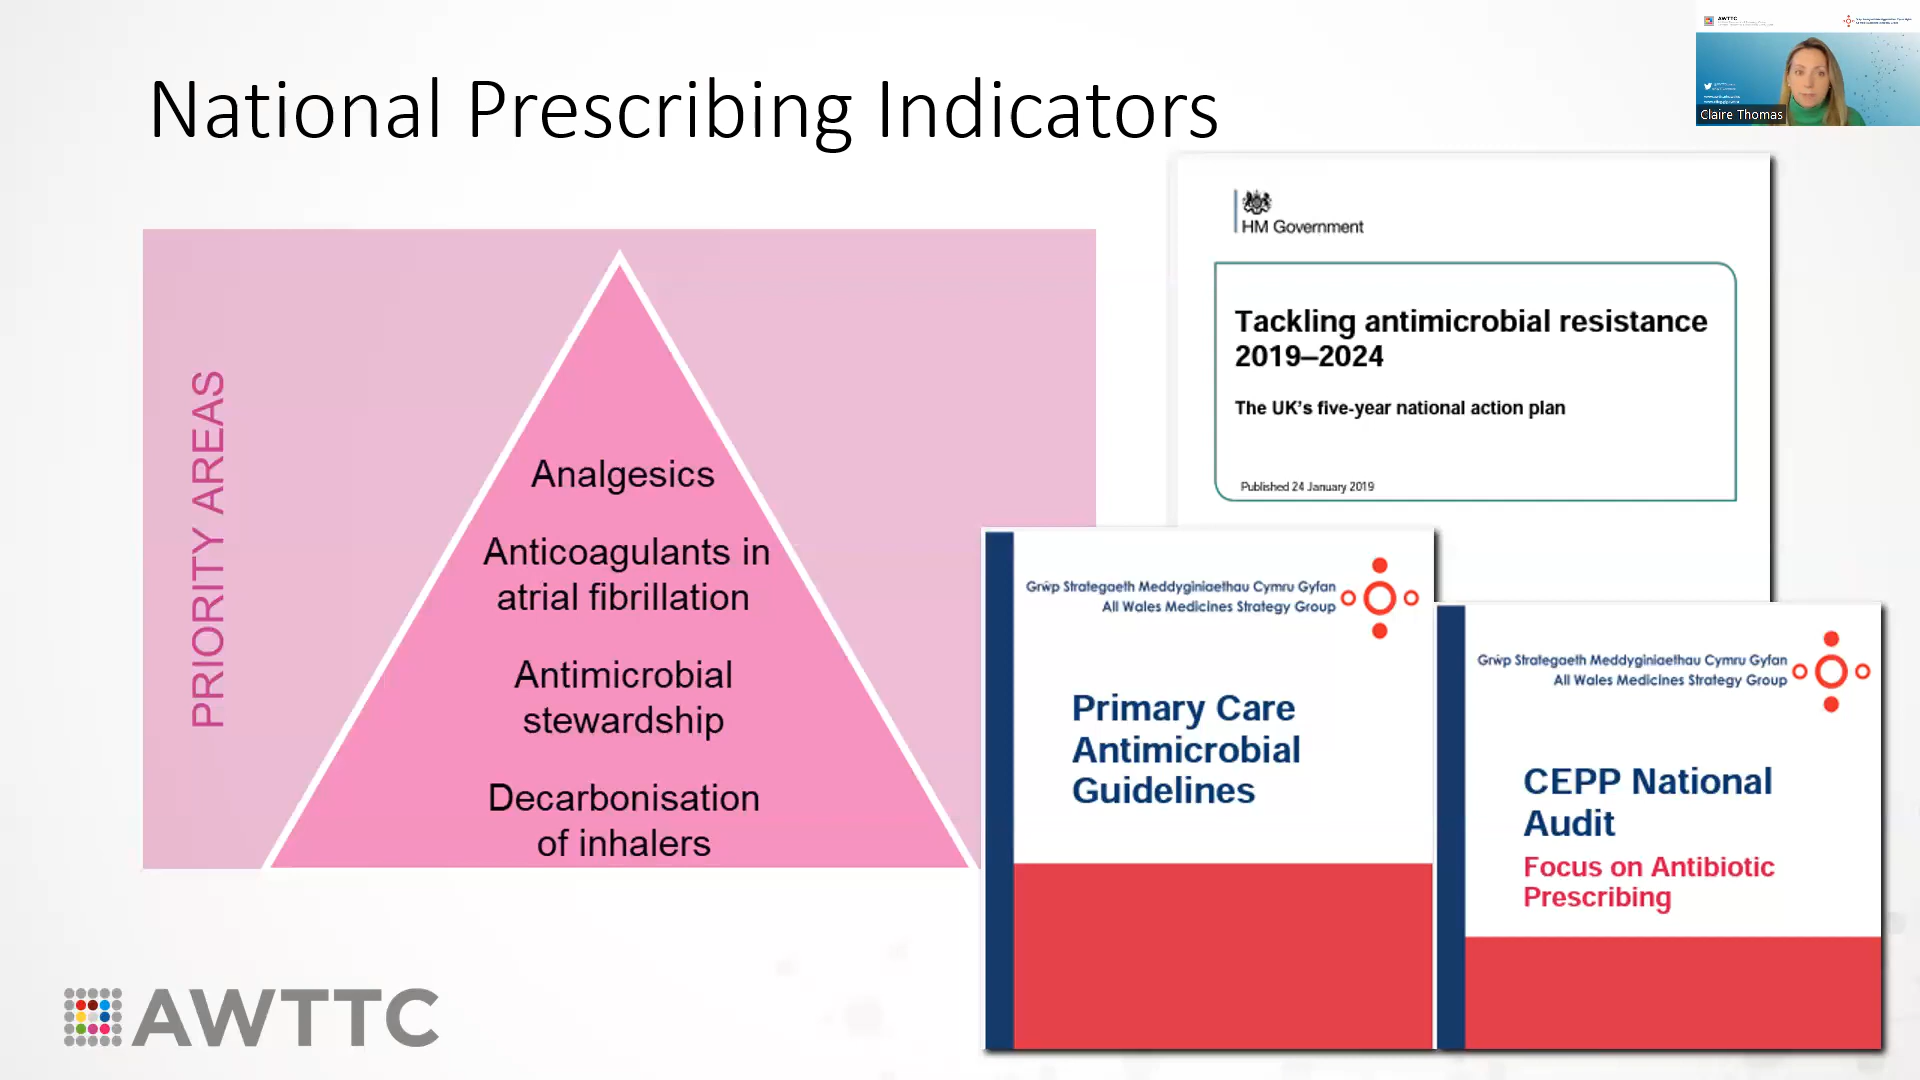 National Prescribing Indicators
AWTTC
Claire Thomas
PRIORITY AREAS
Analgesics
Anticoagulants in
atrial fibrillation
Antimicrobial
stewardship
Decarbonisation
of inhalers
HM Government
Tackling antimicrobial resistance
2019–2024
The UK's five-year national action plan
Published 24 January 2019
Grŵp Strategaeth Meddyginiaethau Cymru Gyfan
All Wales Medicines Strategy Group
Primary Care
Antimicrobial
Guidelines
Grŵp Strategaeth Meddyginiaethau Cymru Gyfan
All Wales Medicines Strategy Group
CEPP National
Audit
Focus on Antibiotic
Prescribing
AWTTC